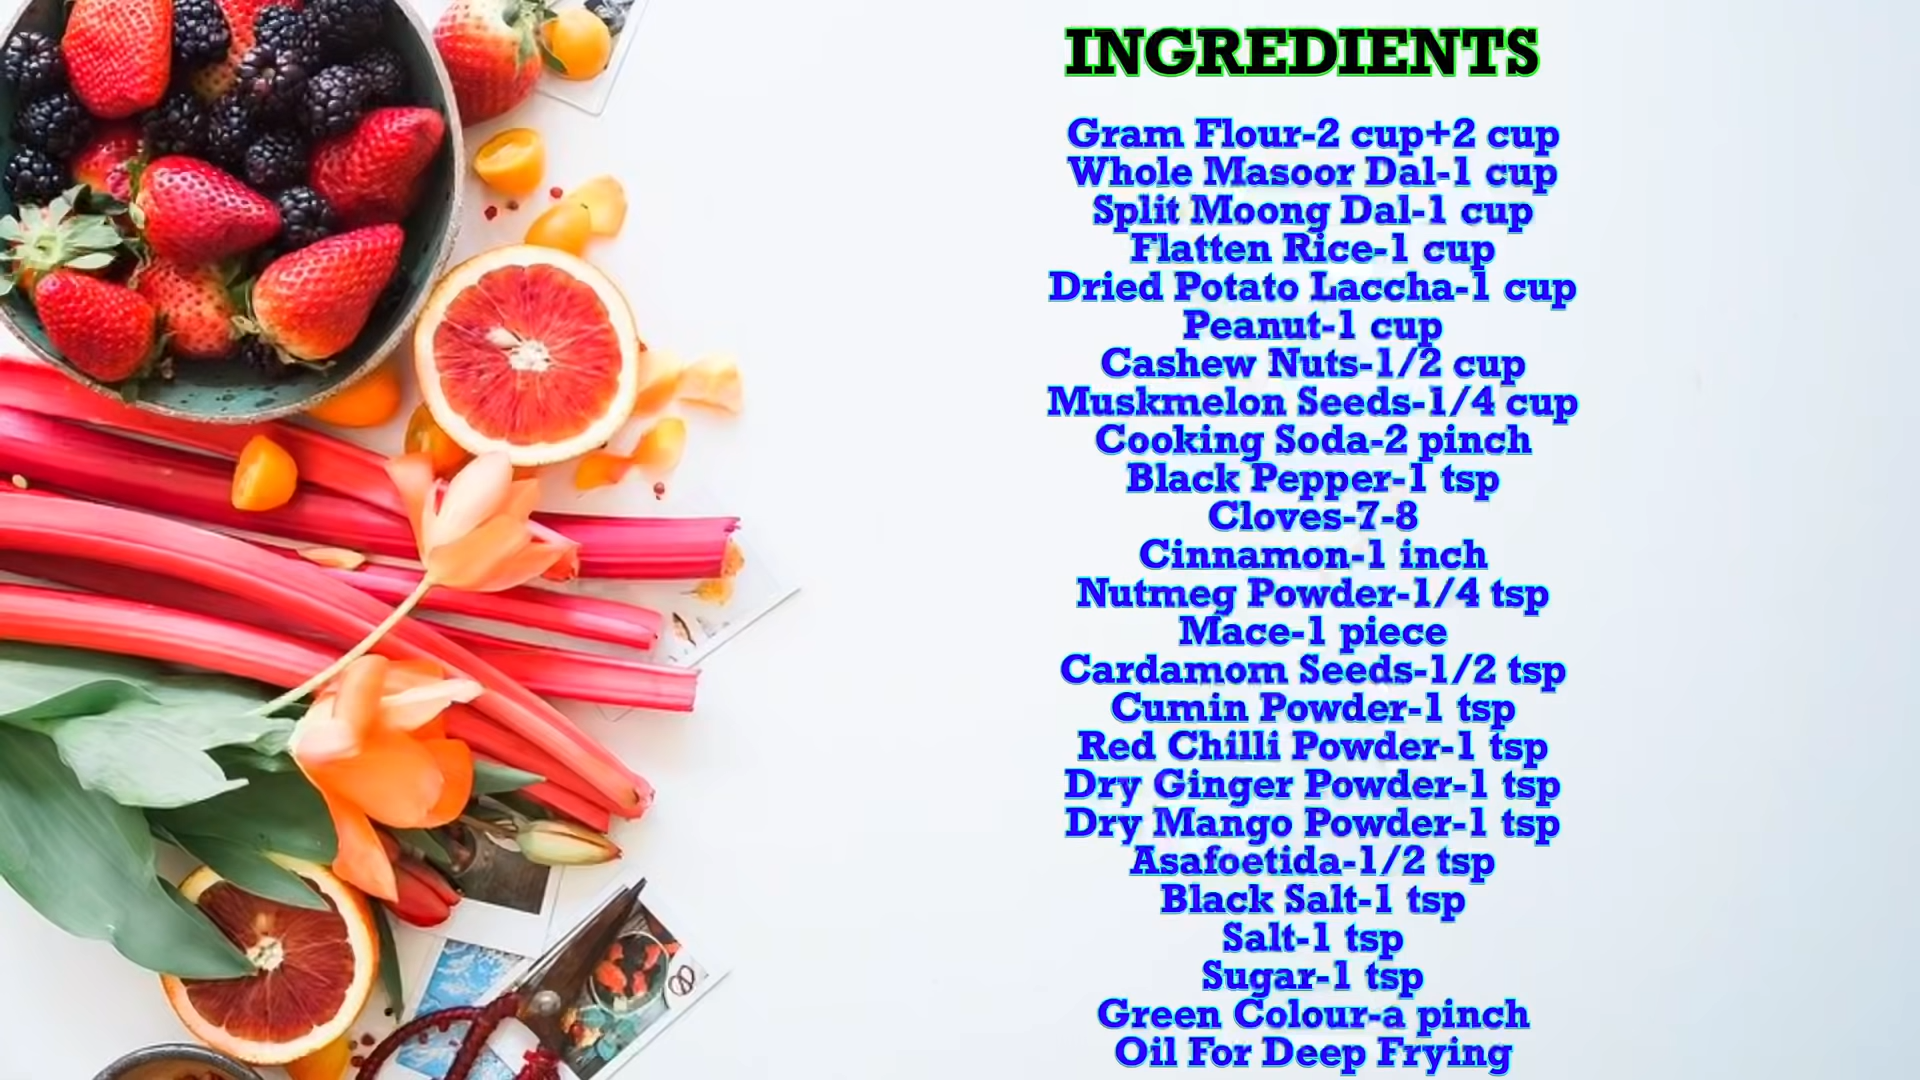 INGREDIENTS
Gram Flour-2 cup+2 cup
Whole Masoor Dal-1 cup
Split Moong Dal-1 cup
Flatten Rice-1 cup
Dried Potato Laccha-1 cup
Peanut-1 cup
Cashew Nuts-1/2 cup
Muskmelon Seeds-1/4 cup
Cooking Soda-2 pinch
Black Pepper-1 tsp
Cloves-7-8
Cinnamon-1 inch
Nutmeg Powder-1/4 tsp
Mace-1 piece
Cardamom Seeds-1/2 tsp
Cumin Powder-1 tsp
Red Chilli Powder-1 tsp
Dry Ginger Powder-1 tsp
Dry Mango Powder-1 tsp
Asafoetida-1/2 tsp
Black Salt-1 tsp
Salt-1 tsp
Sugar-1 tsp
Green Colour-a pinch
Oil For Deep Frying